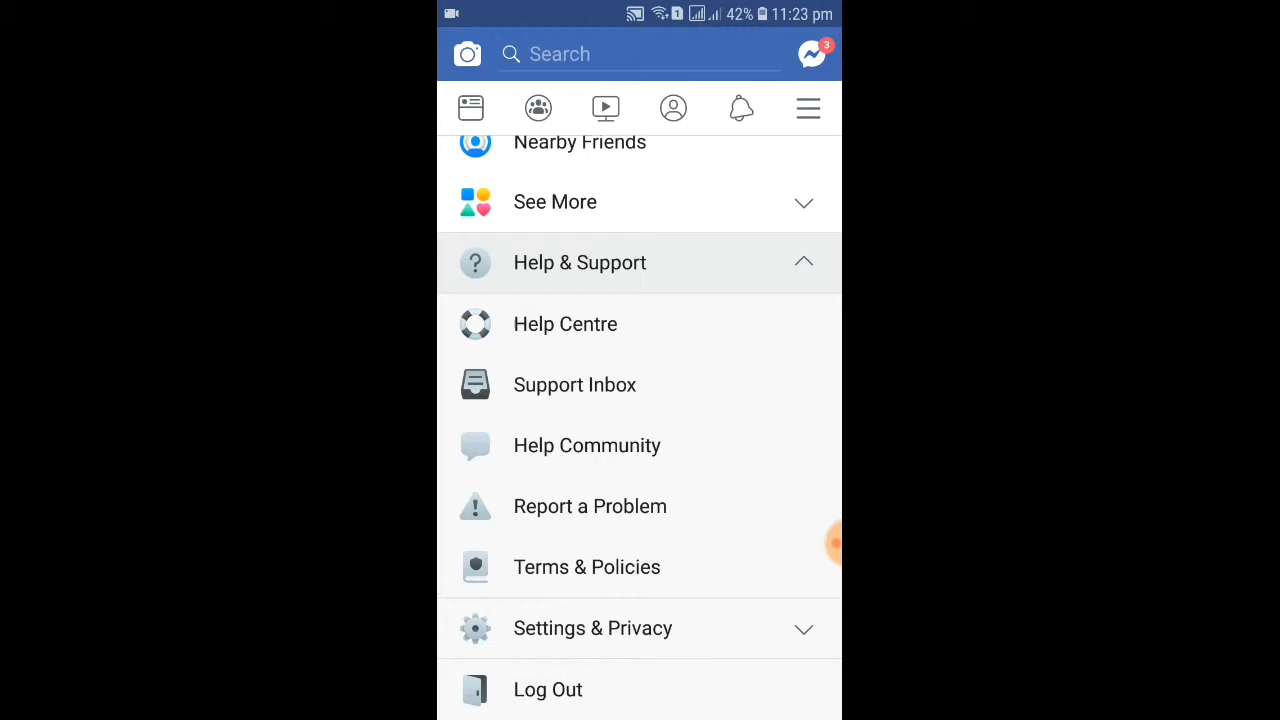 42% 11:23 pm
Search
3
Nearby Friends
See More
Help & Support
Help Centre
Support Inbox
Help Community
Report a Problem
Terms & Policies
Settings & Privacy
Log Out